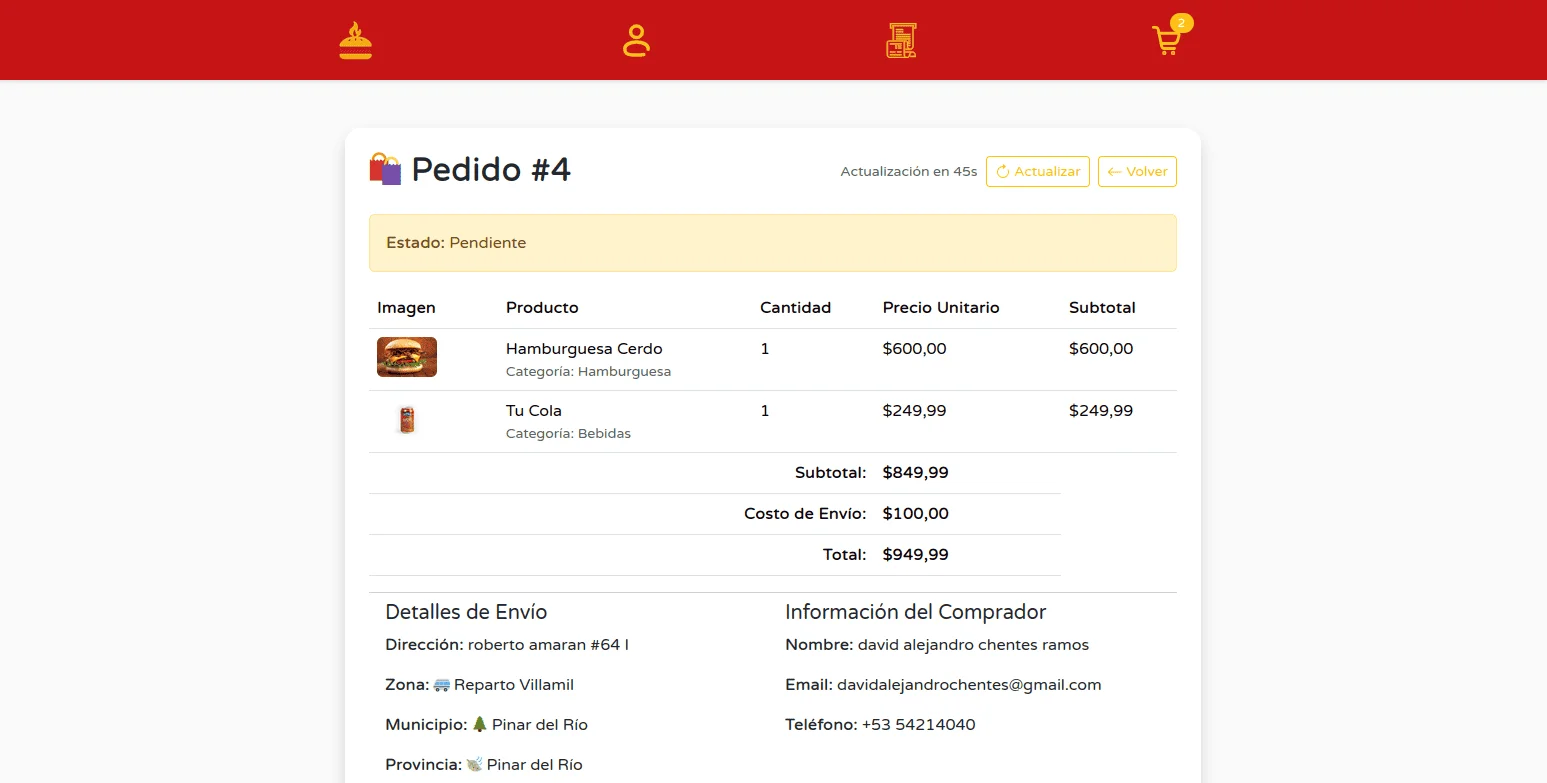 2
Pedido #4
Actualización en 45s Actualizar Volver
Estado: Pendiente
Imagen Producto Cantidad Precio Unitario Subtotal
Hamburguesa Cerdo 1 $600,00 $600,00
Categoría: Hamburguesa
Tu Cola 1 $249,99 $249,99
Categoría: Bebidas
Subtotal: $849,99
Costo de Envío: $100,00
Total: $949,99
Detalles de Envío
Dirección: roberto amaran #64 I
Zona: Reparto Villamil
Municipio: Pinar del Río
Provincia: Pinar del Río
Información del Comprador
Nombre: david alejandro chentes ramos
Email: davidalejandrochentes@gmail.com
Teléfono: +53 54214040